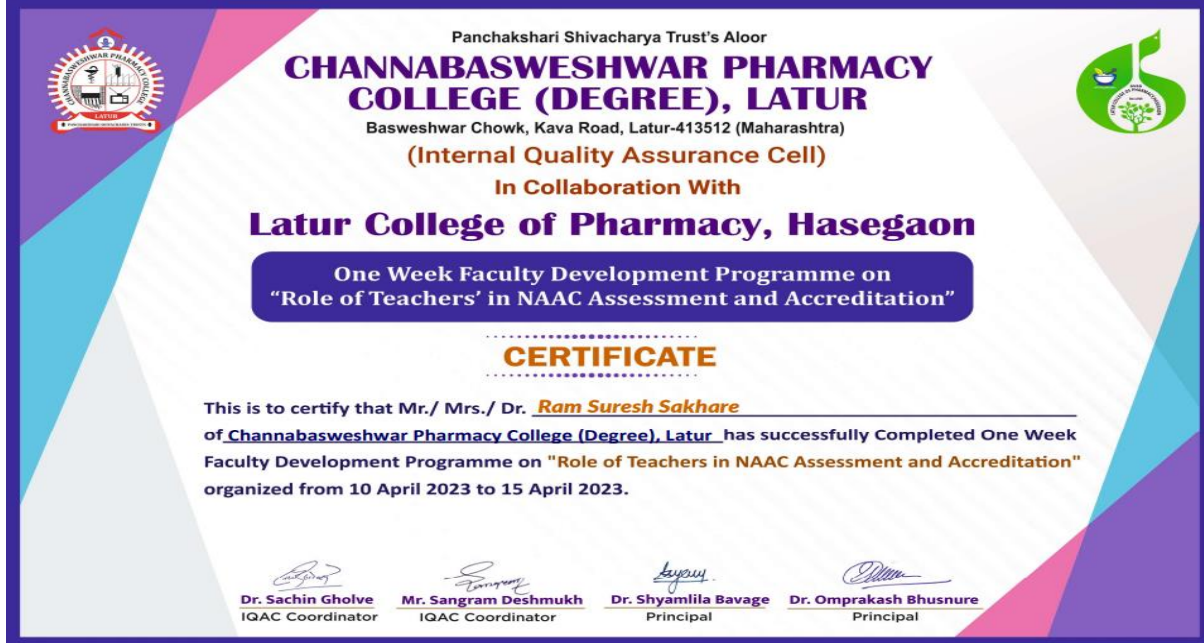 Panchakshari Shivacharya Trust's Aloor
CHANNABASWESHWAR PHARMACY
COLLEGE (DEGREE), LATUR
Basweshwar Chowk, Kava Road, Latur-413512 (Maharashtra)
(Internal Quality Assurance Cell)
In Collaboration With
Latur College of Pharmacy, Hasegaon
One Week Faculty Development Programme on
“Role of Teachers’ in NAAC Assessment and Accreditation”
CERTIFICATE
This is to certify that Mr./ Mrs./ Dr. Ram Suresh Sakhare
of Channabasweshwar Pharmacy College (Degree), Latur has successfully Completed One Week
Faculty Development Programme on "Role of Teachers in NAAC Assessment and Accreditation"
organized from 10 April 2023 to 15 April 2023.
Dr. Sachin Gholve Mr. Sangram Deshmukh Dr. Shyamlila Bavage Dr. Omprakash Bhusnure
IQAC Coordinator IQAC Coordinator Principal Principal
CHANNABASWESHWAR PHARMACY COLLEGE
LATUR